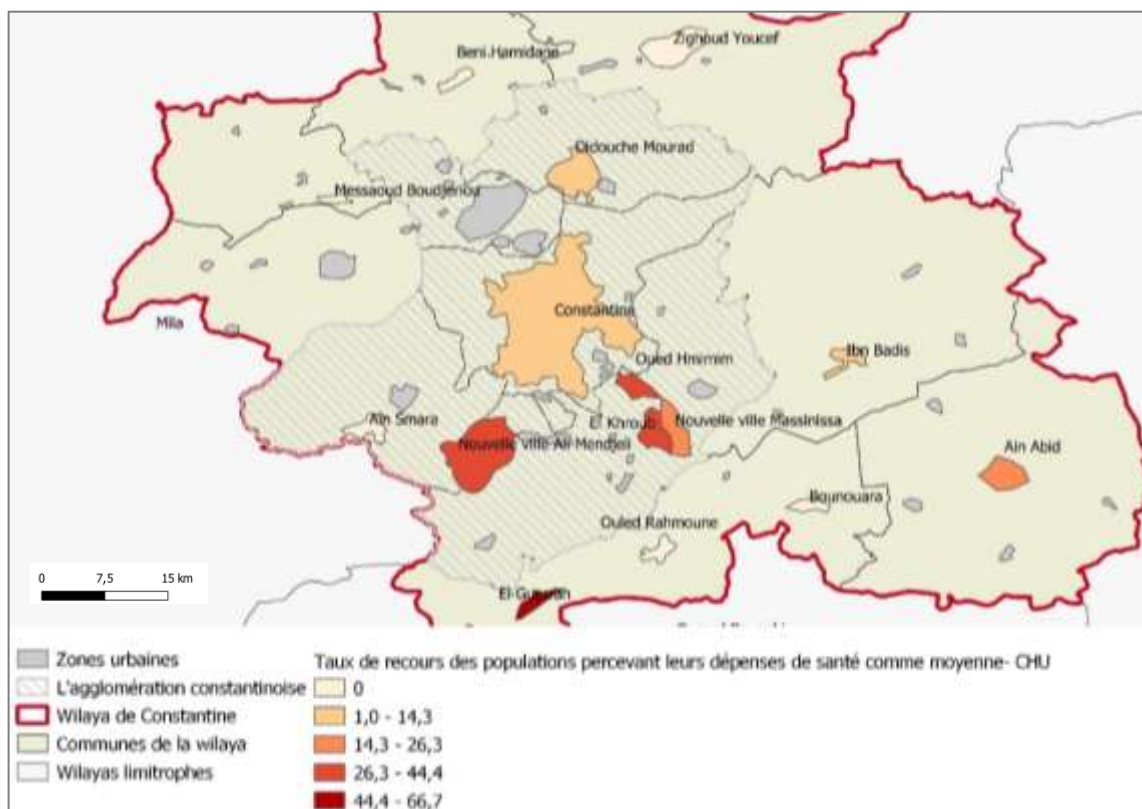 Zighoud Youcef
Beni.Hamidane
Didouche Mourad
Messaoud Boudjeriou
Constantine
Mila
Ibn Badis
Oued Hmimim
Ain Smara
El Khroub
Nouvelle ville Massinissa
Nouvelle ville Ali Mendjeli
Ain Abid
Bounouara
Ouled Rahmoune
0 7,5 15 km
Zones urbaines
L'agglomération constantinoise
Wilaya de Constantine
Communes de la wilaya
Wilayas limitrophes
Taux de recours des populations percevant leurs dépenses de santé comme moyenne- CHU
0
1,0 - 14,3
14,3 - 26,3
26,3 - 44,4
44,4 - 66,7